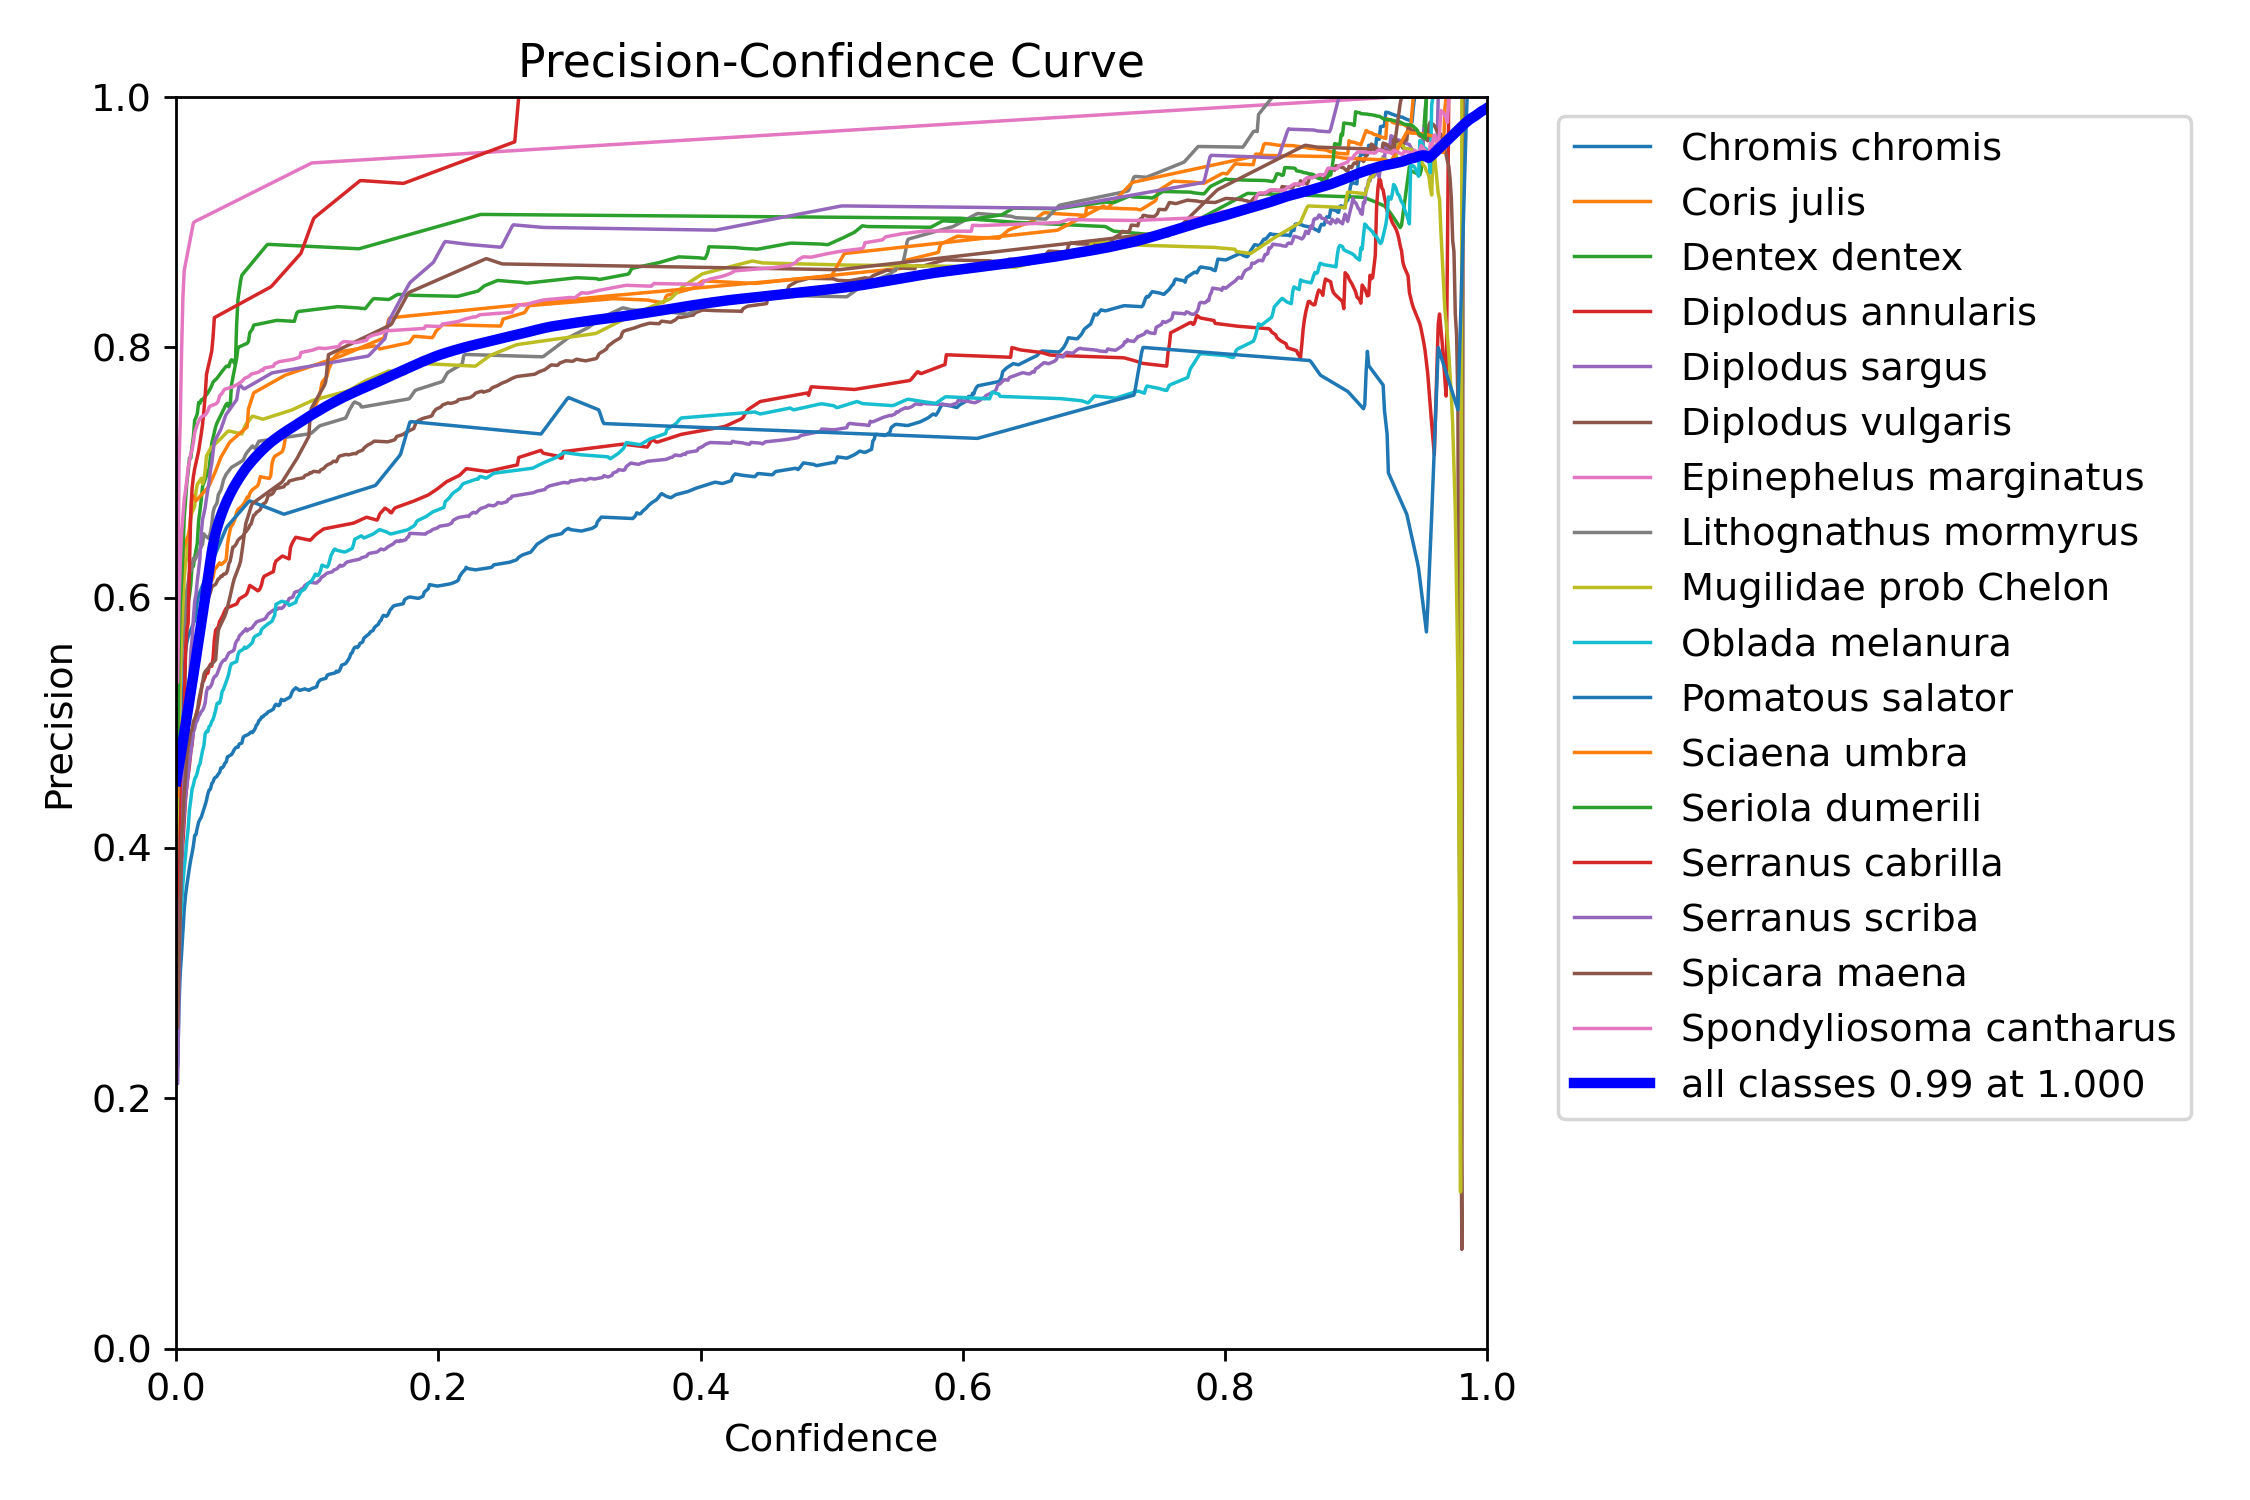 Precision-Confidence Curve
1.0
0.8
0.6
0.4
0.2
0.0
Precision
0.0 0.2 0.4 0.6 0.8 1.0
Confidence
Chromis chromis
Coris julis
Dentex dentex
Diplodus annularis
Diplodus sargus
Diplodus vulgaris
Epinephelus marginatus
Lithognathus mormyrus
Mugilidae prob Chelon
Oblada melanura
Pomatous salator
Sciaena umbra
Seriola dumerili
Serranus cabrilla
Serranus scriba
Spicara maena
Spondyliosoma cantharus
all classes 0.99 at 1.000